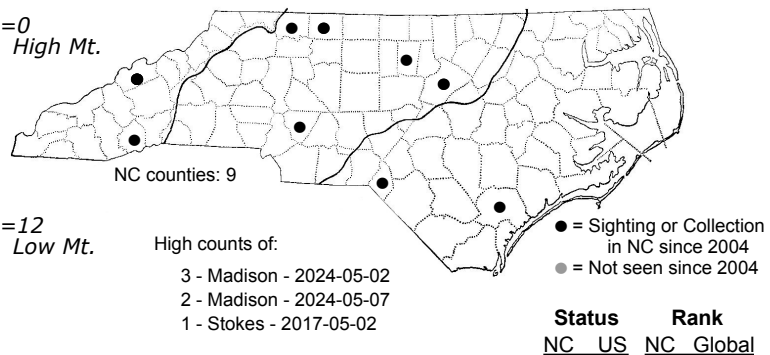 =0
High Mt.
NC counties: 9
=12
Low Mt.
High counts of:
3 - Madison - 2024-05-02
2 - Madison - 2024-05-07
1 - Stokes - 2017-05-02
● = Sighting or Collection
in NC since 2004
● = Not seen since 2004
Status Rank
NC US NC Global